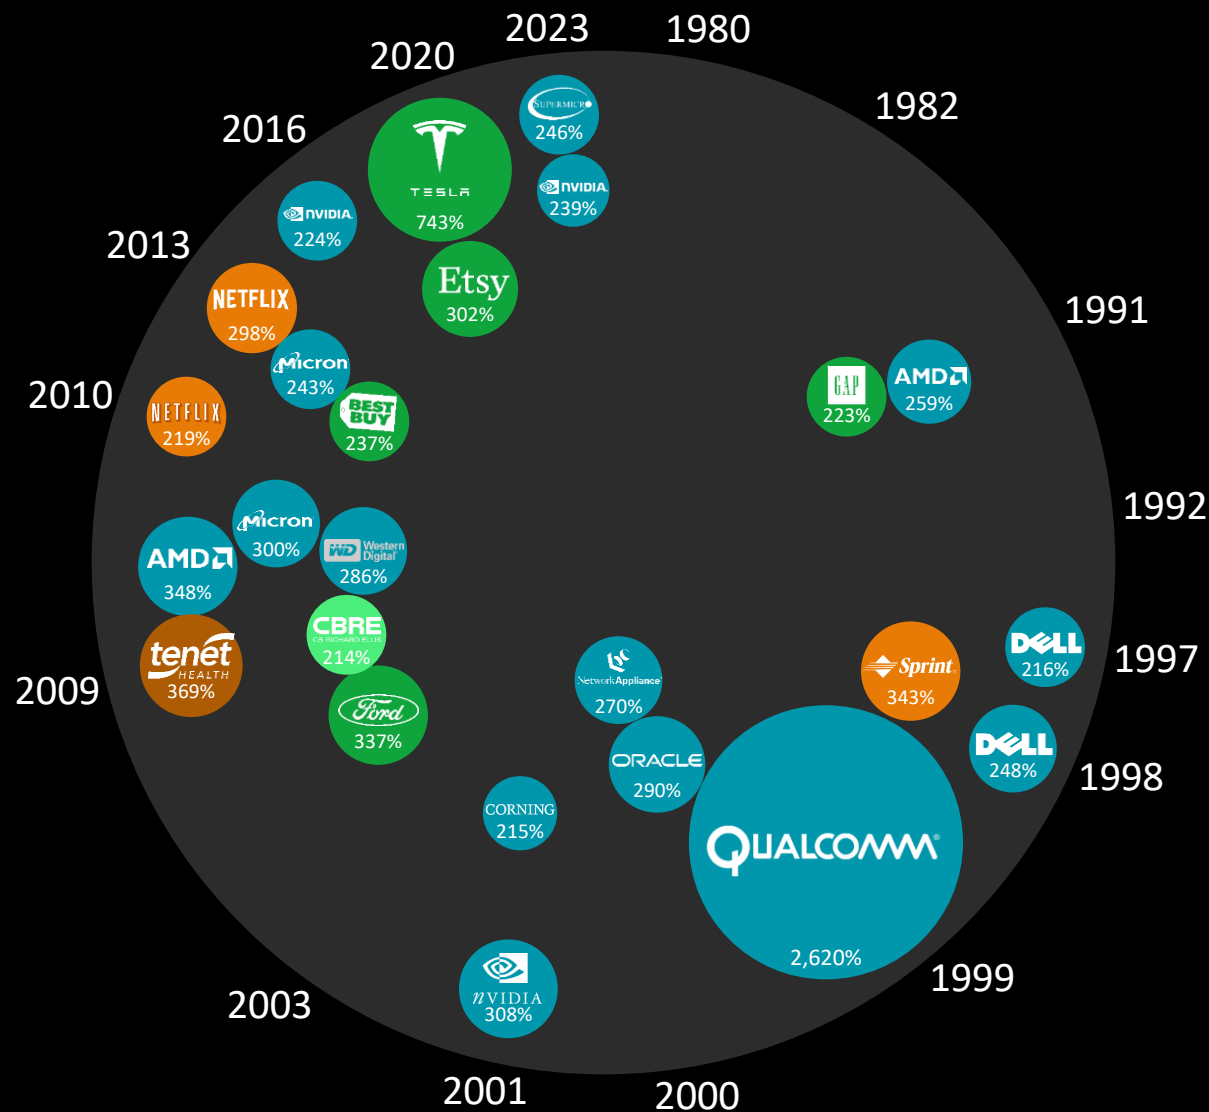 2023
1980
2020
1982
SUPERMICRO
246%
2016
TESLA
743%
NVIDIA.
239%
NVIDIA.
224%
2013
Etsy
302%
NETFLIX
298%
1991
Micron
243%
GAP
223%
AMD
259%
2010
NETFLIX
219%
BEST
BUY
237%
1992
Micron
300%
WD Western
Digital
286%
AMD
348%
CBRE
CB RICHARD ELLIS
214%
tenet
HEALTH
369%
2009
Ford
337%
NetworkAppliance
270%
Sprint
343%
DELL
216%
1997
ORACLE
290%
DELL
248%
1998
CORNING
215%
QUALCOMM®
2,620%
1999
nVIDIA
308%
2003
2001
2000